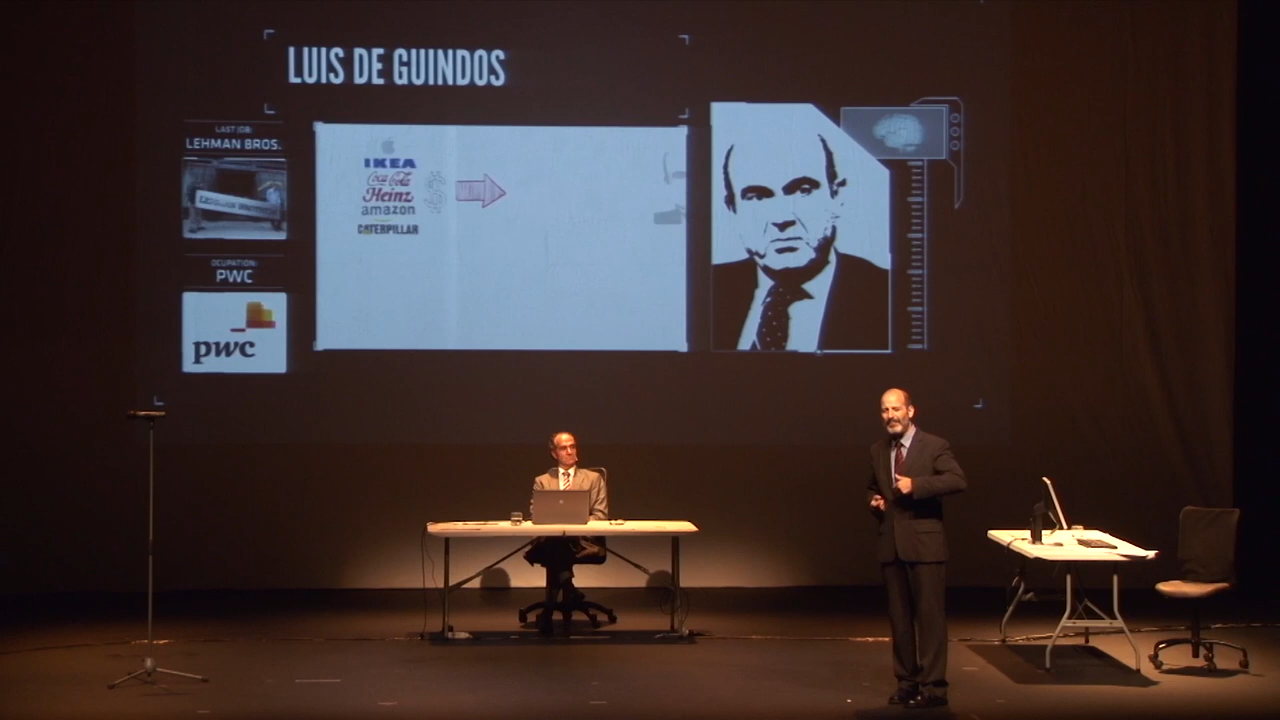 LUIS DE GUINDOS
LAST JOB:
LEHMAN BROS.
OCUPATION:
PWC
pwc
IKEA
Coca-Cola
Heinz
amazon
CATERPILLAR
$